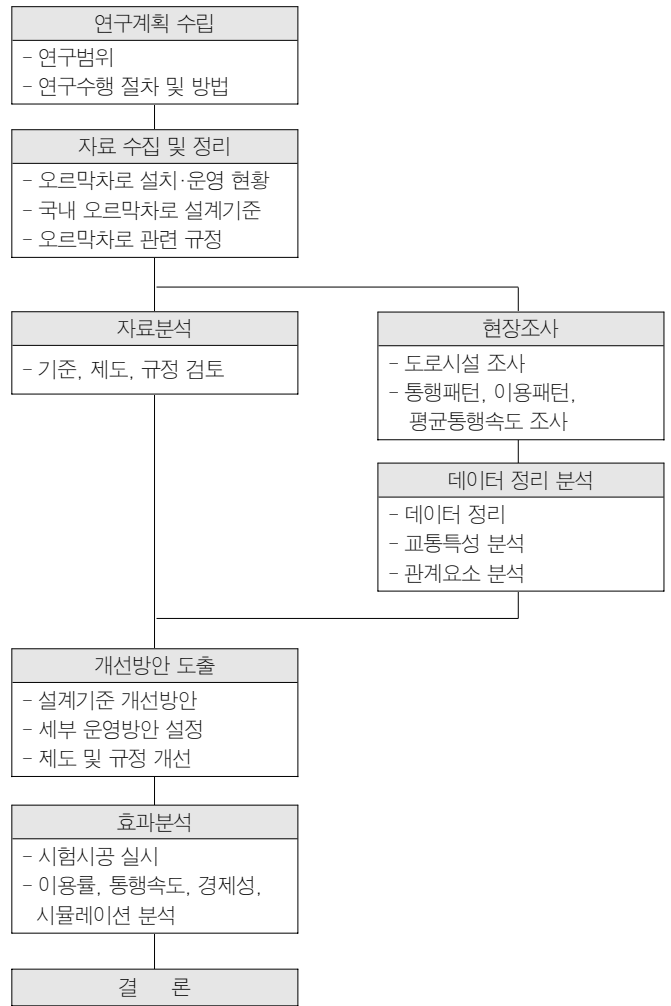 연구계획 수립
- 연구범위
- 연구수행 절차 및 방법
자료 수집 및 정리
- 오르막차로 설치·운영 현황
- 국내 오르막차로 설계기준
- 오르막차로 관련 규정
자료분석
- 기준, 제도, 규정 검토
현장조사
- 도로시설 조사
- 통행패턴, 이용패턴,
평균통행속도 조사
데이터 정리 분석
- 데이터 정리
- 교통특성 분석
- 관계요소 분석
개선방안 도출
- 설계기준 개선방안
- 세부 운영방안 설정
- 제도 및 규정 개선
효과분석
- 시험시공 실시
- 이용률, 통행속도, 경제성,
시뮬레이션 분석
결 론